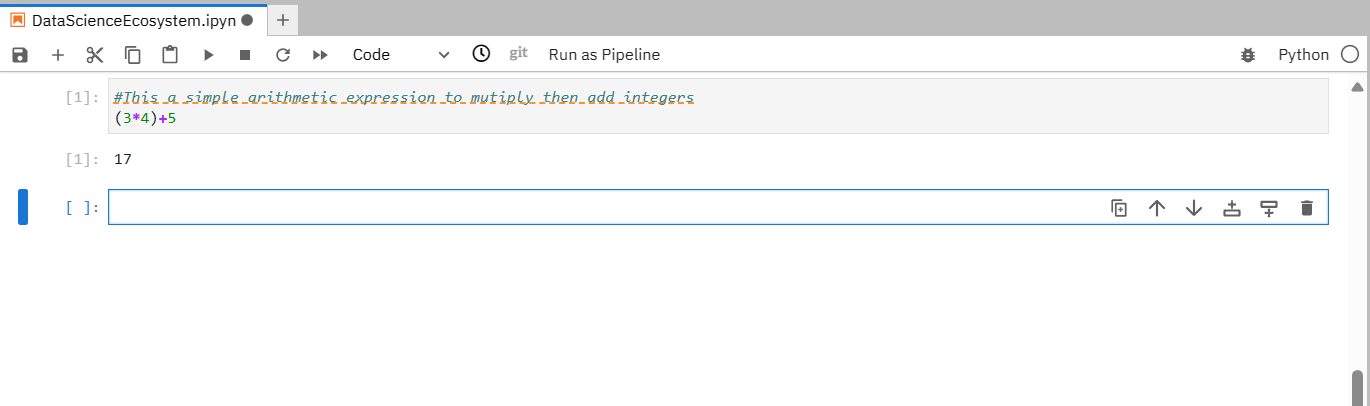 DataScienceEcosystem.ipyn
Code git Run as Pipeline Python
[1]: #This a simple arithmetic expression to mutiply then add integers
(3*4)+5
[1]: 17
[ ]: